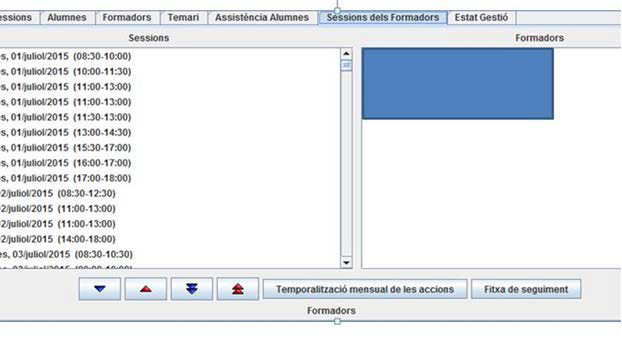 Alumnes Formadors Temari Assistència Alumnes Sessions dels Formadors Estat Gestió
Sessions Formadors
01/juliol/2015 (08:30-10:00)
01/juliol/2015 (10:00-11:30)
01/juliol/2015 (11:00-13:00)
01/juliol/2015 (11:00-13:00)
01/juliol/2015 (11:30-13:00)
01/juliol/2015 (13:00-14:30)
01/juliol/2015 (15:30-17:00)
01/juliol/2015 (16:00-17:00)
01/juliol/2015 (17:00-18:00)
02/juliol/2015 (08:30-12:30)
2/juliol/2015 (11:00-13:00)
2/juliol/2015 (11:00-13:00)
2/juliol/2015 (14:00-18:00)
es, 03/juliol/2015 (08:30-10:30)
Temporalització mensual de les accions Fitxa de seguiment
Formadors